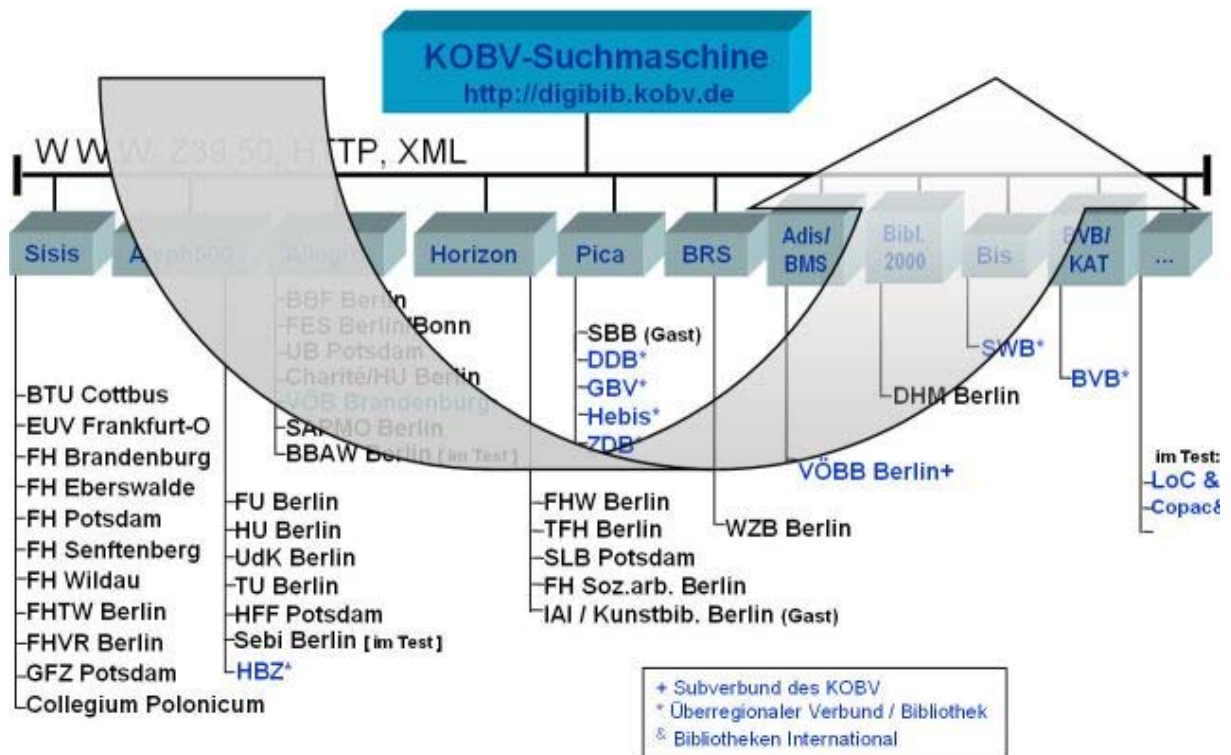 KOBV-Suchmaschine
http://digibib.kobv.de
WWW, Z39.50, HTTP, XML
Sisis
Aleph500
Allegro
Horizon
Pica
BRS
Adis/
BMS
Bibl.
2000
Bis
BVB/
KAT
...
BTU Cottbus
EUV Frankfurt-O
FH Brandenburg
FH Eberswalde
FH Potsdam
FH Senftenberg
FH Wildau
FHTW Berlin
FHVR Berlin
GFZ Potsdam
Collegium Polonicum
FU Berlin
HU Berlin
UdK Berlin
TU Berlin
HFF Potsdam
Sebi Berlin [im Test]
HBZ*
BBF Berlin
FES Berlin/Bonn
UB Potsdam
Charité/HU Berlin
VÖB Brandenburg
SAPMO Berlin
BBAW Berlin [im Test]
FHW Berlin
TFH Berlin
SLB Potsdam
FH Soz.arb. Berlin
IAI / Kunstbib. Berlin (Gast)
SBB (Gast)
DDB*
GBV*
Hebis*
ZDB*
WZB Berlin
VÖBB Berlin+
DHM Berlin
SWB*
BVB*
im Test:
LoC &
Copac&
+ Subverbund des KOBV
* Überregionaler Verbund / Bibliothek
& Bibliotheken International